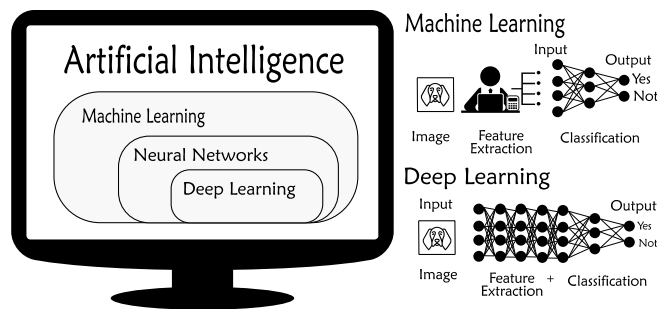 Artificial Intelligence
Machine Learning
Neural Networks
Deep Learning
Machine Learning
Input
Output
Yes
Not
Image
Feature
Extraction
Classification
Deep Learning
Input
Output
Yes
Not
Image
Feature + Classification
Extraction